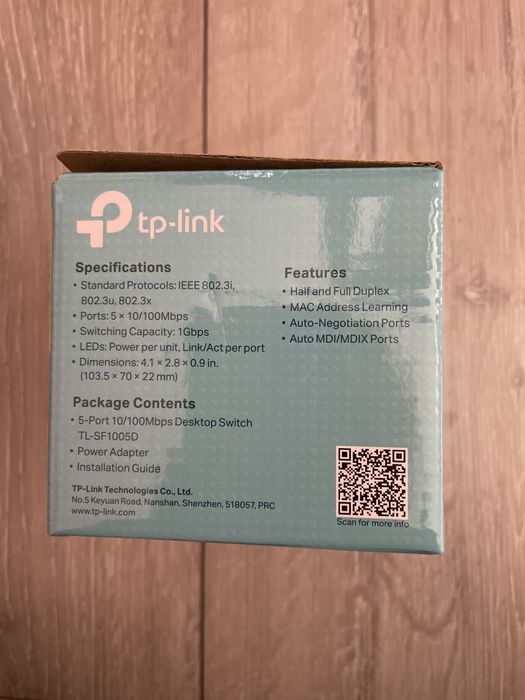 tp-link
Specifications
• Standard Protocols: IEEE 802.3i,
802.3u, 802.3x
• Ports: 5 × 10/100Mbps
• Switching Capacity: 1Gbps
• LEDs: Power per unit, Link/Act per port
• Dimensions: 4.1 × 2.8 × 0.9 in.
(103.5 × 70 × 22 mm)
Package Contents
• 5-Port 10/100Mbps Desktop Switch
TL-SF1005D
• Power Adapter
• Installation Guide
TP-Link Technologies Co., Ltd.
No.5 Keyuan Road, Nanshan, Shenzhen, 518057, PRC
www.tp-link.com
Features
• Half and Full Duplex
• MAC Address Learning
• Auto-Negotiation Ports
• Auto MDI/MDIX Ports
Scan for more info